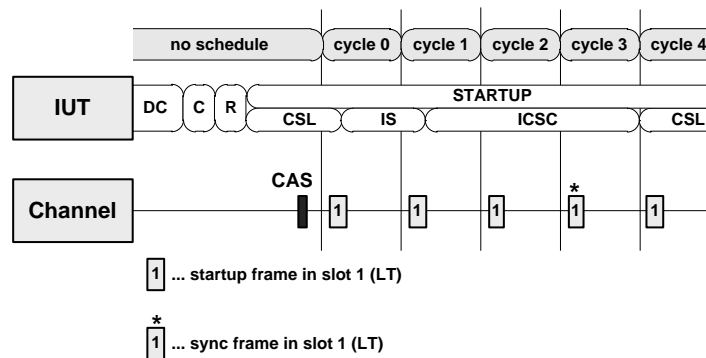 no schedule cycle 0 cycle 1 cycle 2 cycle 3 cycle 4
IUT DC C R STARTUP
CSL IS ICSC CSL
CAS *
Channel 1 1 1 1 1
1 ... startup frame in slot 1 (LT)
*
1 ... sync frame in slot 1 (LT)